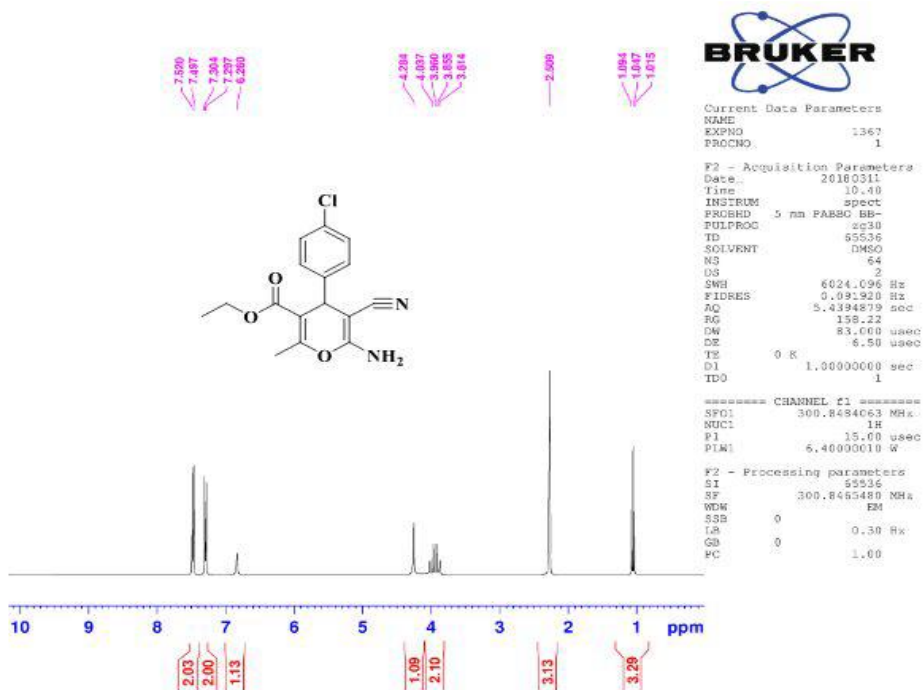 7.520
7.497
7.304
7.297
6.260
4.284
4.037
3.960
3.855
3.814
2.509
1.094
1.047
1.015
BRUKER
Current Data Parameters
NAME
EXPNO 1367
PROCNO 1
F2 - Acquisition Parameters
Date_ 20180311
Time 10.40
INSTRUM spect
PROBHD 5 mm PABBO BB-
PULPROG zg30
TD 65536
SOLVENT DMSO
NS 64
DS 2
SWH 6024.096 Hz
FIDRES 0.091920 Hz
AQ 5.4394879 sec
RG 158.22
DW 83.000 usec
DE 6.50 usec
TE 0 K
D1 1.00000000 sec
TD0 1
======== CHANNEL f1 ========
SFO1 300.8484063 MHz
NUC1 1H
P1 15.00 usec
PLW1 6.40000010 W
F2 - Processing parameters
SI 65536
SF 300.8465480 MHz
WDW EM
SSB 0
LB 0.30 Hz
GB 0
PC 1.00
Cl
O
O
N
O
NH₂
10 9 8 7 6 5 4 3 2 1 ppm
2.03
2.00
1.13
1.09
2.10
3.13
3.29